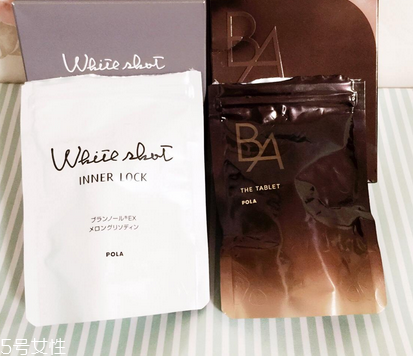 White shot
BA
White shot
INNER LOCK
ブランノール®EX
メロングリソディン
POLA
BA
THE TABLET
POLA
5号女性